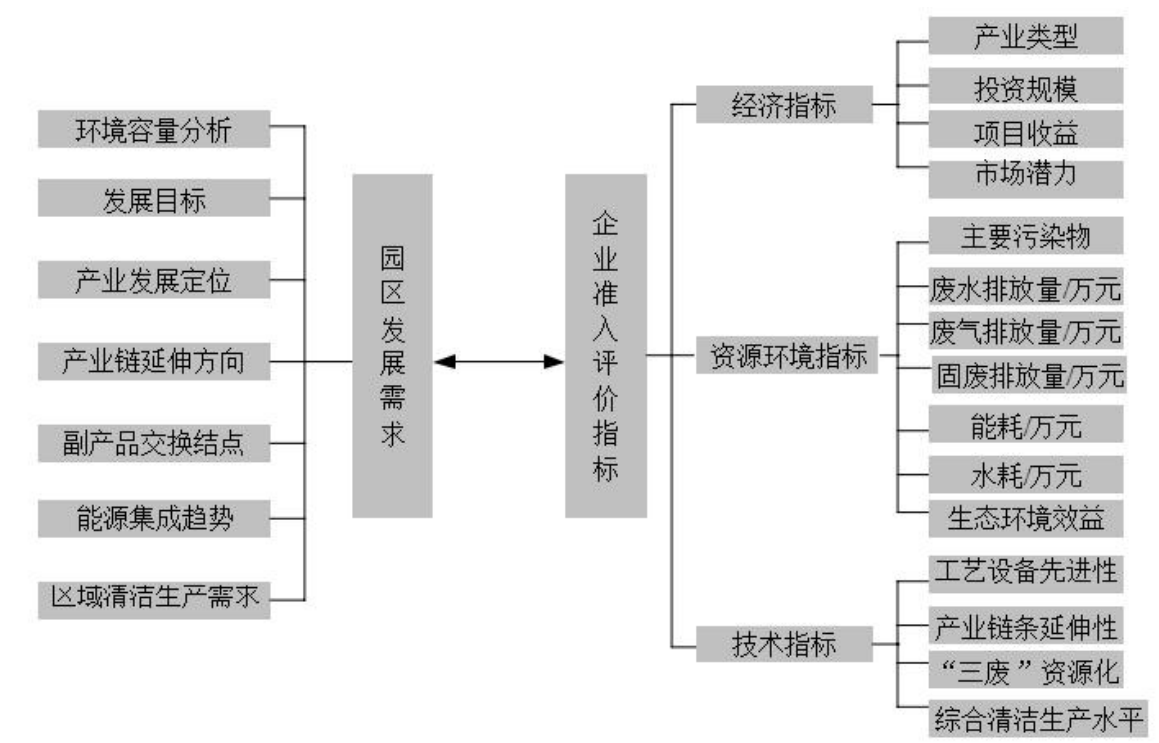 环境容量分析
发展目标
产业发展定位
产业链延伸方向
副产品交换结点
能源集成趋势
区域清洁生产需求
园区发展需求
企业准入评价指标
经济指标
产业类型
投资规模
项目收益
市场潜力
资源环境指标
主要污染物
废水排放量/万元
废气排放量/万元
固废排放量/万元
能耗/万元
水耗/万元
生态环境效益
技术指标
工艺设备先进性
产业链条延伸性
“三废”资源化
综合清洁生产水平